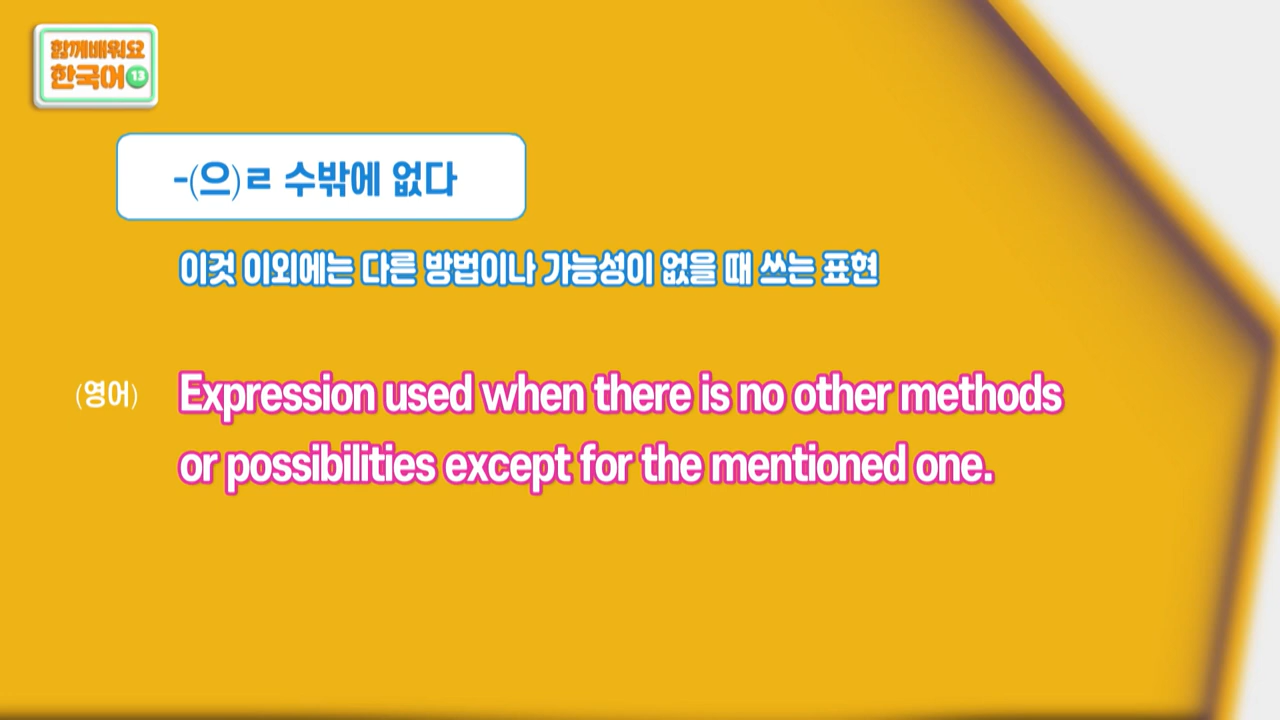 함께배워요
한국어 13
-(으)ㄹ 수밖에 없다
이것 이외에는 다른 방법이나 가능성이 없을 때 쓰는 표현
(영어) Expression used when there is no other methods
or possibilities except for the mentioned one.